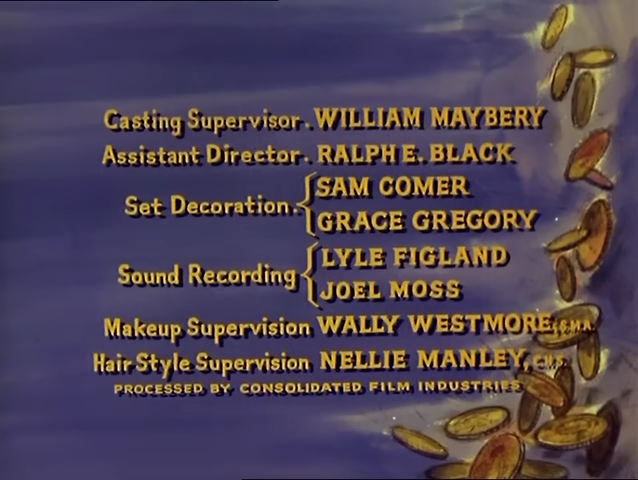 Casting Supervisor. WILLIAM MAYBERY
Assistant Director. RALPH E. BLACK
Set Decoration. SAM COMER
GRACE GREGORY
Sound Recording LYLE FIGLAND
JOEL MOSS
Makeup Supervision WALLY WESTMORE, S.M.A.
Hair Style Supervision NELLIE MANLEY, C.H.S.
PROCESSED BY CONSOLIDATED FILM INDUSTRIES